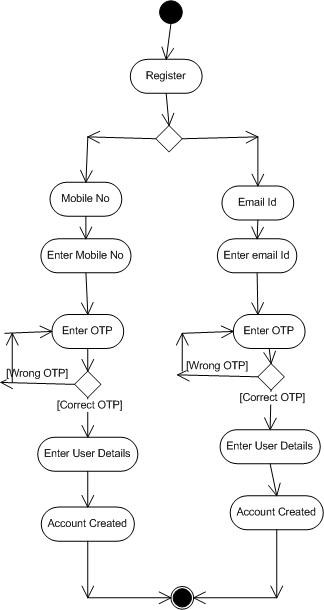 Register
Mobile No
Email Id
Enter Mobile No
Enter email Id
Enter OTP
Enter OTP
[Wrong OTP]
[Wrong OTP]
[Correct OTP]
[Correct OTP]
Enter User Details
Enter User Details
Account Created
Account Created